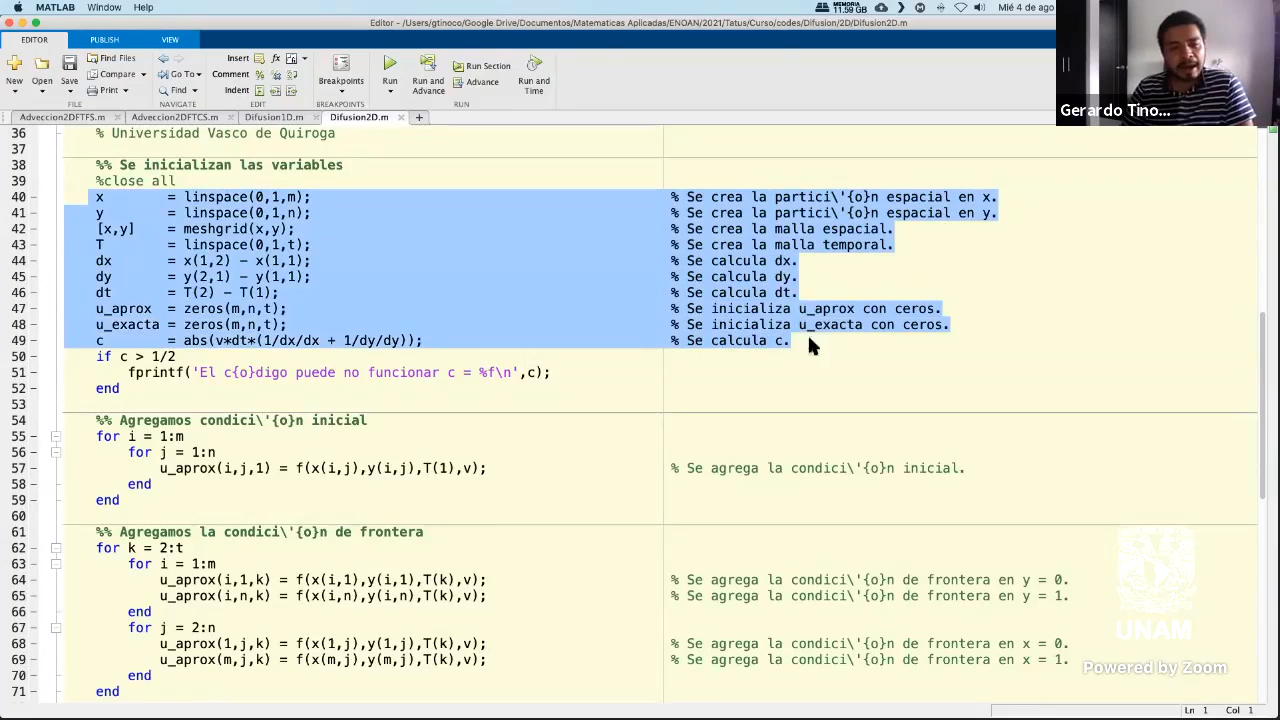 MATLAB Window Help
MEMORIA 11.59 GB Mié 4 de ago
Editor - /Users/gtinoco/Google Drive/Documentos/Matematicas Aplicadas/ENOAN/2021/Tatus/Curso/codes/Difusion/2D/Difusion2D.m
EDITOR PUBLISH VIEW
New Open Save Find Files Compare Print
Go To Find
Insert Comment Indent
Breakpoints
Run Run and Advance Run Section Advance Run and Time
FILE NAVIGATE EDIT BREAKPOINTS RUN
Adveccion2DFTFS.m Adveccion2DFTCS.m Difusion1D.m Difusion2D.m
Gerardo Tino...
36 % Universidad Vasco de Quiroga
37
38 %% Se inicializan las variables
39 %close all
40 x = linspace(0,1,m); % Se crea la partici\'{o}n espacial en x.
41 y = linspace(0,1,n); % Se crea la partici\'{o}n espacial en y.
42 [x,y] = meshgrid(x,y); % Se crea la malla espacial.
43 T = linspace(0,1,t); % Se crea la malla temporal.
44 dx = x(1,2) - x(1,1); % Se calcula dx.
45 dy = y(2,1) - y(1,1); % Se calcula dy.
46 dt = T(2) - T(1); % Se calcula dt.
47 u_aprox = zeros(m,n,t); % Se inicializa u_aprox con ceros.
48 u_exacta = zeros(m,n,t); % Se inicializa u_exacta con ceros.
49 c = abs(v*dt*(1/dx/dx + 1/dy/dy)); % Se calcula c.
50 if c > 1/2
51 fprintf('El c{o}digo puede no funcionar c = %f\n',c);
52 end
53
54 %% Agregamos condici\'{o}n inicial
55 for i = 1:m
56 for j = 1:n
57 u_aprox(i,j,1) = f(x(i,j),y(i,j),T(1),v); % Se agrega la condici\'{o}n inicial.
58 end
59 end
60
61 %% Agregamos la condici\'{o}n de frontera
62 for k = 2:t
63 for i = 1:m
64 u_aprox(i,1,k) = f(x(i,1),y(i,1),T(k),v); % Se agrega la condici\'{o}n de frontera en y = 0.
65 u_aprox(i,n,k) = f(x(i,n),y(i,n),T(k),v); % Se agrega la condici\'{o}n de frontera en y = 1.
66 end
67 for j = 2:n
68 u_aprox(1,j,k) = f(x(1,j),y(1,j),T(k),v); % Se agrega la condici\'{o}n de frontera en x = 0.
69 u_aprox(m,j,k) = f(x(m,j),y(m,j),T(k),v); % Se agrega la condici\'{o}n de frontera en x = 1.
70 end
71 end
UNAM
Powered by Zoom
Ln 1 Col 1